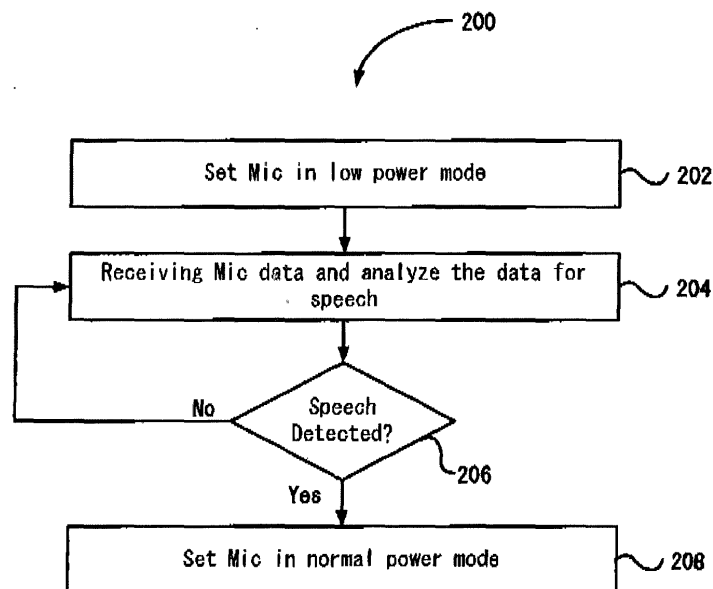 200
Set Mic in low power mode
202
Receiving Mic data and analyze the data for
speech
204
No
Speech
Detected?
206
Yes
Set Mic in normal power mode
208